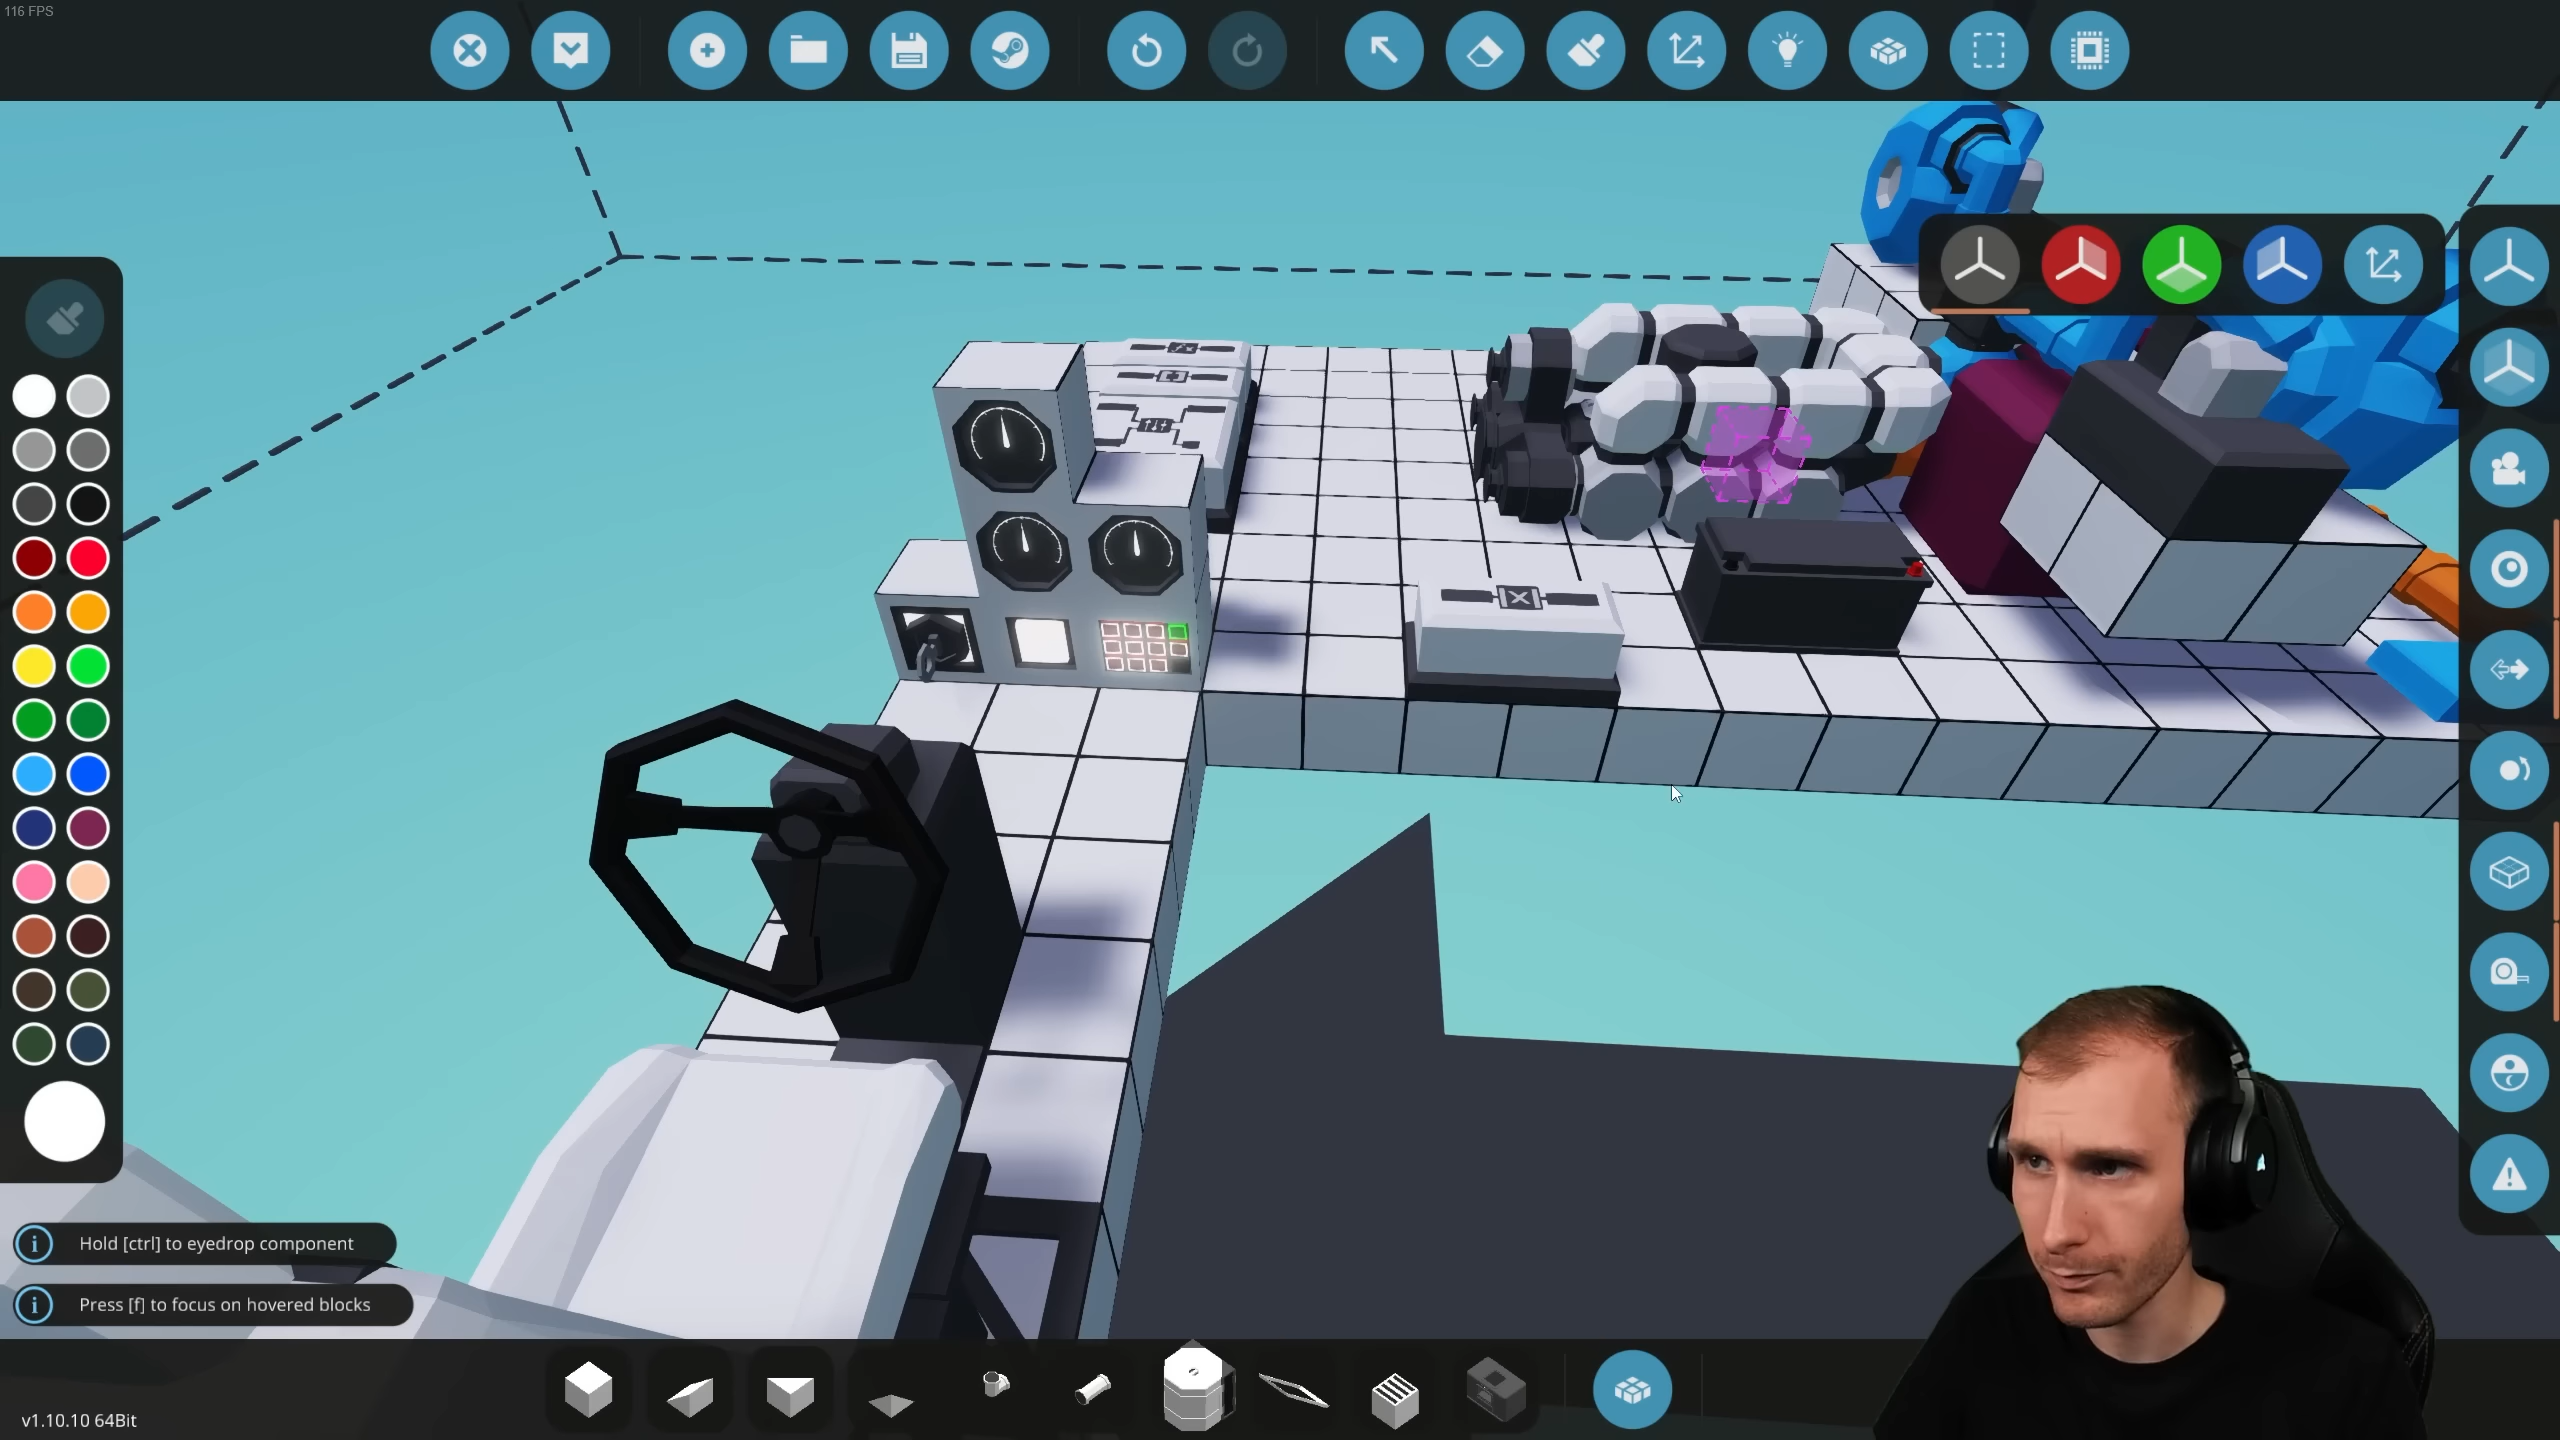 116 FPS
Hold [ctrl] to eyedrop component
Press [f] to focus on hovered blocks
v1.10.10 64Bit